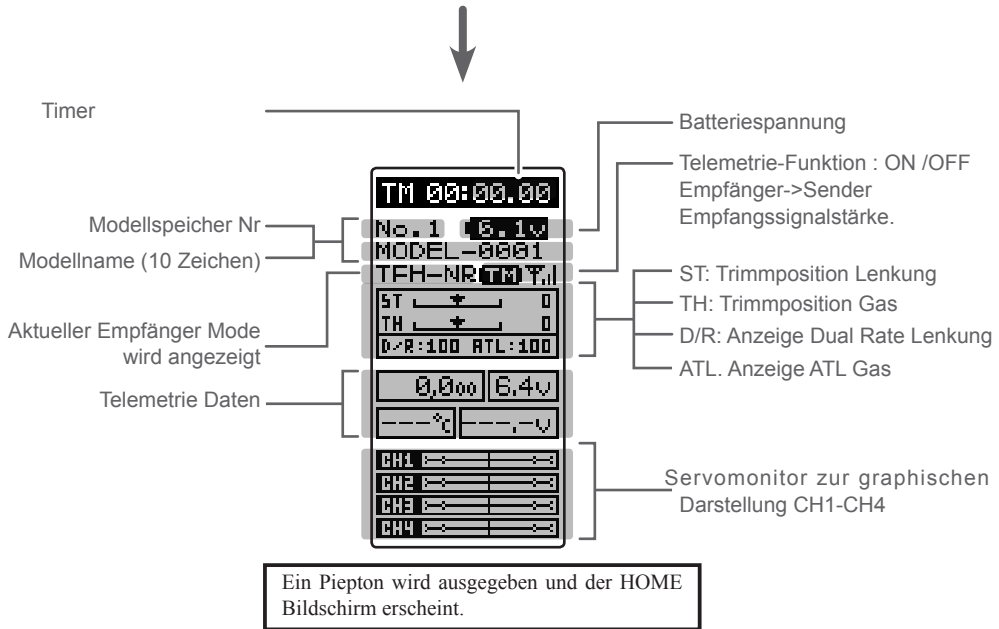 Timer
Modellspeicher Nr
Modellname (10 Zeichen)
Aktueller Empfänger Mode
wird angezeigt
Telemetrie Daten
TM 00:00.00
No.1 6.1v
MODEL-0001
TFH-NR TM
ST 0
TH 0
D/R:100 ATL:100
0,000 6.4v
---°c ---.-v
CH1
CH2
CH3
CH4
Batteriespannung
Telemetrie-Funktion : ON /OFF
Empfänger->Sender
Empfangssignalstärke.
ST: Trimmposition Lenkung
TH: Trimmposition Gas
D/R: Anzeige Dual Rate Lenkung
ATL. Anzeige ATL Gas
Servomonitor zur graphischen
Darstellung CH1-CH4
Ein Piepton wird ausgegeben und der HOME
Bildschirm erscheint.